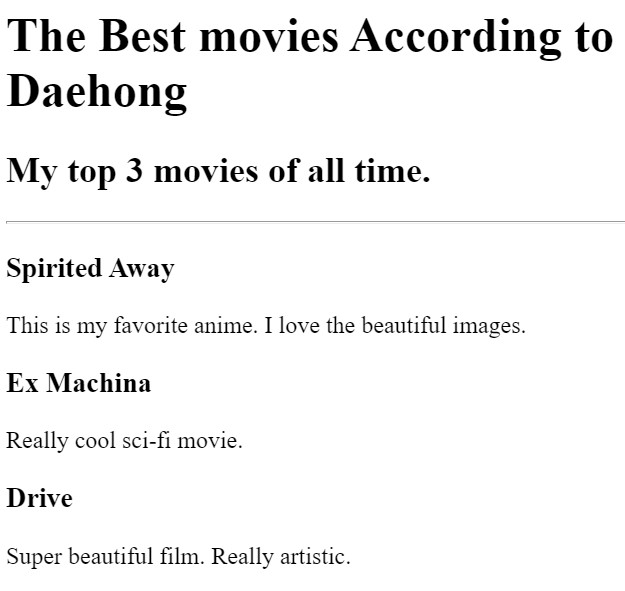 The Best movies According to
Daehong
My top 3 movies of all time.
Spirited Away
This is my favorite anime. I love the beautiful images.
Ex Machina
Really cool sci-fi movie.
Drive
Super beautiful film. Really artistic.